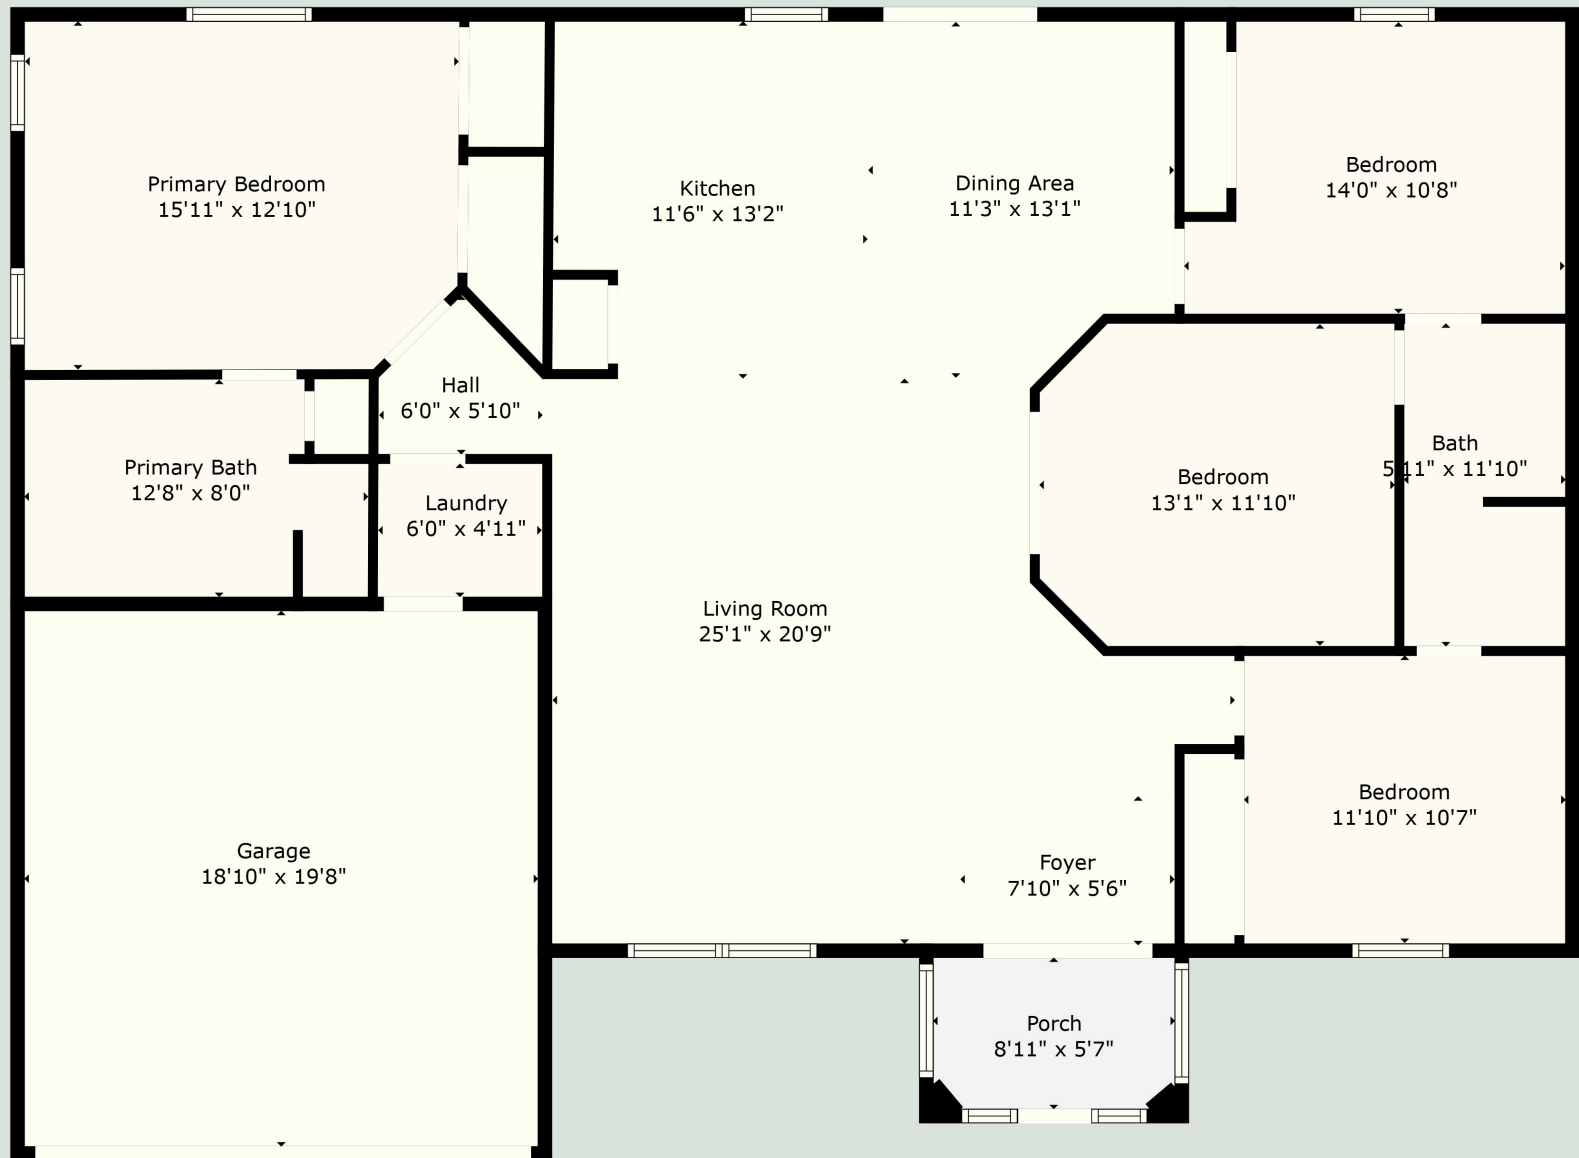 Primary Bedroom
15'11" x 12'10"
Kitchen
11'6" x 13'2"
Dining Area
11'3" x 13'1"
Bedroom
14'0" x 10'8"
Hall
6'0" x 5'10"
Primary Bath
12'8" x 8'0"
Laundry
6'0" x 4'11"
Bedroom
13'1" x 11'10"
Bath
5'11" x 11'10"
Living Room
25'1" x 20'9"
Garage
18'10" x 19'8"
Foyer
7'10" x 5'6"
Bedroom
11'10" x 10'7"
Porch
8'11" x 5'7"